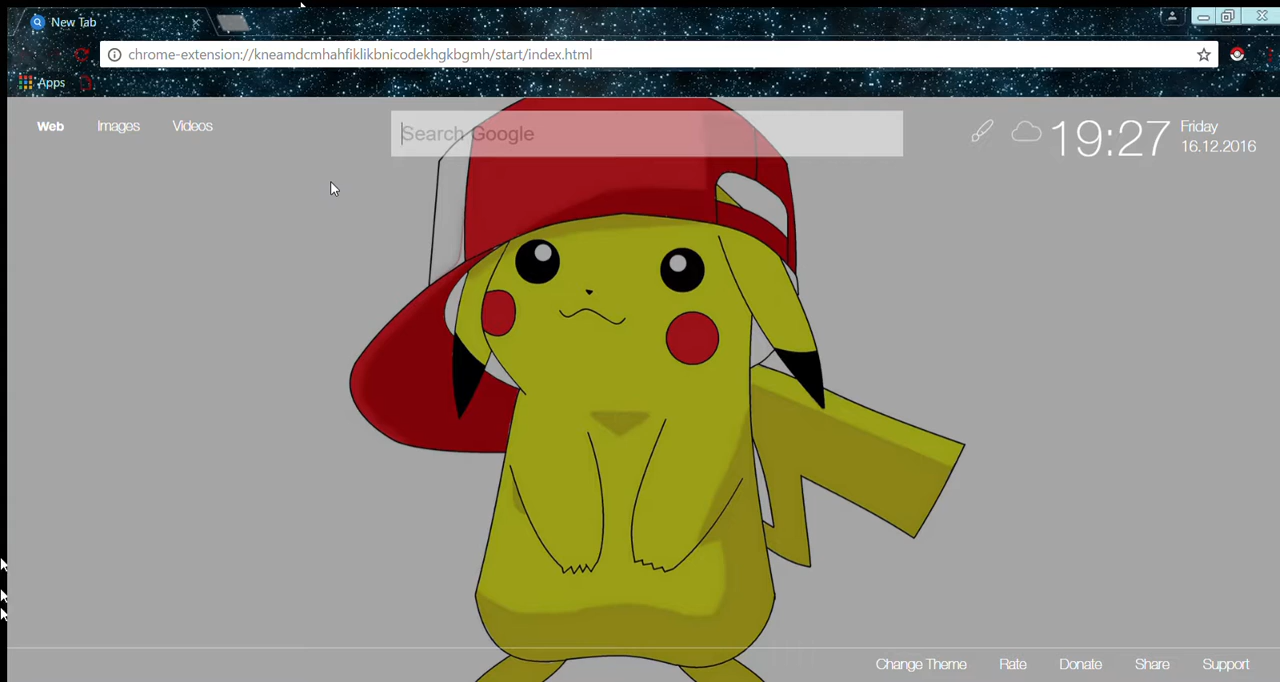 New Tab
chrome-extension://kneamdcmhahfiklikbnicodekhgkbgmh/start/index.html
Apps
Web Images Videos
Search Google
19:27
Friday
16.12.2016
Change Theme Rate Donate Share Support